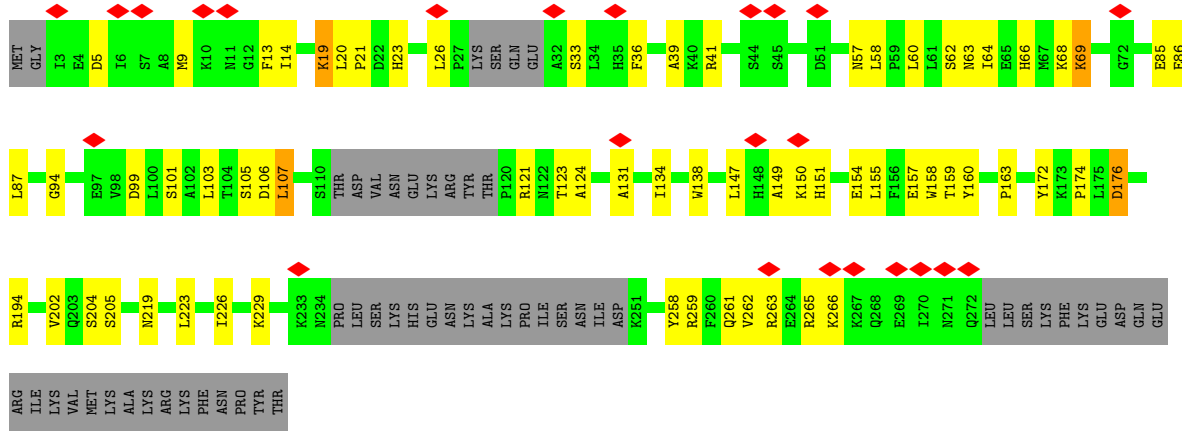 MET GLY I3 E4 D5 I6 S7 A8 M9 K10 N11 G12 F13 I14 K19 L20 P21 D22 H23 L26 P27 LYS SER GLN GLU A32 S33 L34 H35 F36 A39 K40 R41 S44 S45 D51 N57 L58 P59 L60 L61 S62 N63 I64 E65 H66 M67 K68 K69 G72 E85 E86
L87 G94 E97 V98 D99 L100 S101 A102 L103 T104 S105 D106 L107 S110 THR ASP VAL ASN GLU LYS ARG TYR THR P120 R121 N122 T123 A124 A131 I134 W138 L147 H148 A149 K150 H151 E154 L155 F156 E157 W158 T159 Y160 P163 Y172 K173 P174 L175 D176
R194 V202 Q203 S204 S205 N219 L223 I226 K229 K233 N234 PRO LEU SER LYS HIS GLU ASN LYS ALA LYS PRO ILE SER ASN ILE ASP K251 Y258 R259 F260 Q261 V262 R263 E264 R265 K266 K267 Q268 E269 I270 N271 Q272 LEU LEU SER LYS PHE LYS GLU ASP GLN GLU
ARG ILE LYS VAL MET LYS ALA LYS ARG LYS PHE ASN PRO TYR THR